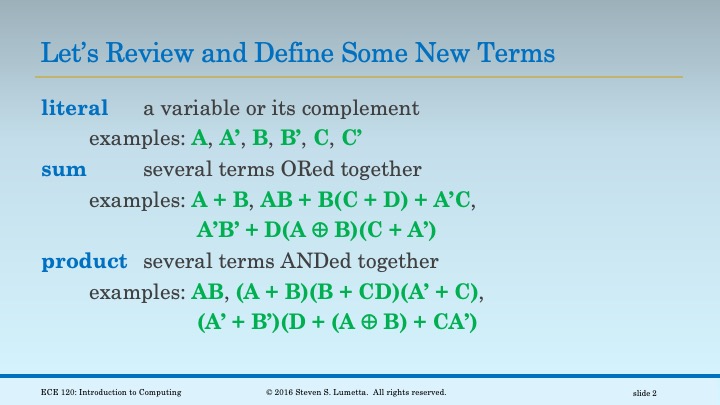 Let’s Review and Define Some New Terms
literal a variable or its complement
examples: A, A’, B, B’, C, C’
sum several terms ORed together
examples: A + B, AB + B(C + D) + A’C,
A’B’ + D(A ⊕ B)(C + A’)
product several terms ANDed together
examples: AB, (A + B)(B + CD)(A’ + C),
(A’ + B’)(D + (A ⊕ B) + CA’)
ECE 120: Introduction to Computing © 2016 Steven S. Lumetta. All rights reserved. slide 2